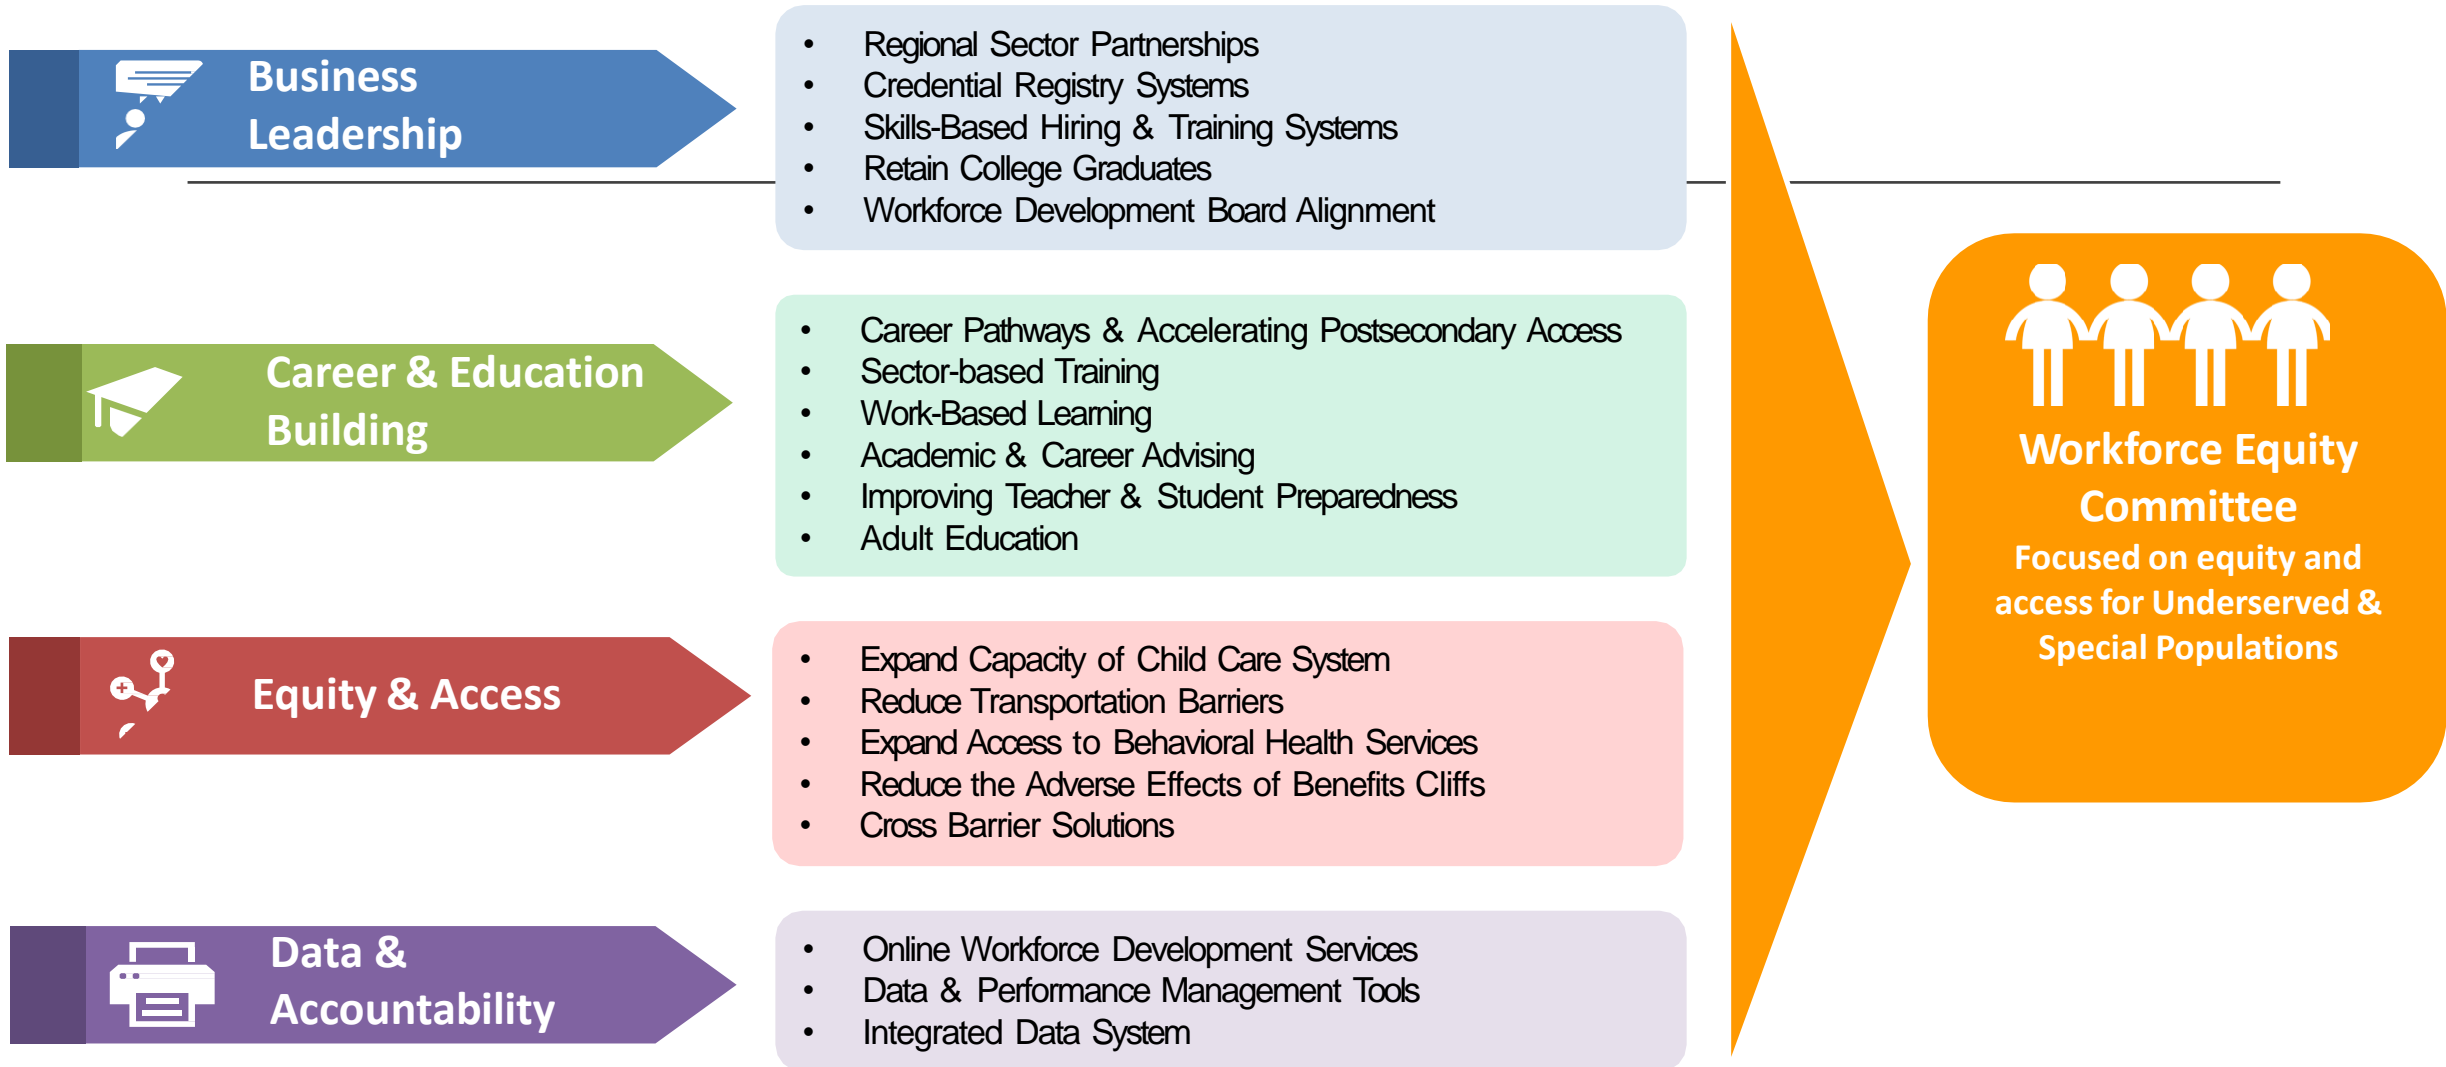 Business
Leadership
• Regional Sector Partnerships
• Credential Registry Systems
• Skills-Based Hiring & Training Systems
• Retain College Graduates
• Workforce Development Board Alignment
Career & Education
Building
• Career Pathways & Accelerating Postsecondary Access
• Sector-based Training
• Work-Based Learning
• Academic & Career Advising
• Improving Teacher & Student Preparedness
• Adult Education
Equity & Access
• Expand Capacity of Child Care System
• Reduce Transportation Barriers
• Expand Access to Behavioral Health Services
• Reduce the Adverse Effects of Benefits Cliffs
• Cross Barrier Solutions
Data &
Accountability
• Online Workforce Development Services
• Data & Performance Management Tools
• Integrated Data System
Workforce Equity
Committee
Focused on equity and
access for Underserved &
Special Populations